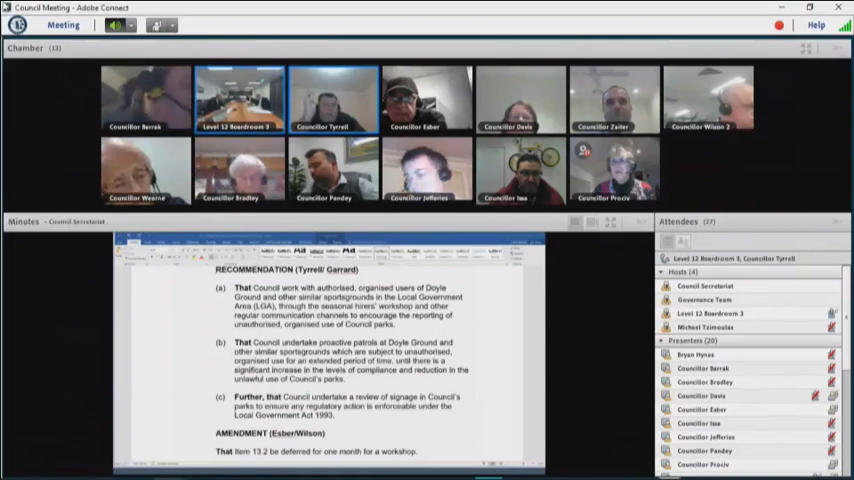 Council Meeting - Adobe Connect
Meeting
Help
Chamber (13)
Councillor Barrak
Level 12 Boardroom 3
Councillor Tyrrell
Councillor Esber
Councillor Davis
Councillor Zaiter
Councillor Wilson 2
Councillor Wearne
Councillor Bradley
Councillor Pandey
Councillor Jefferies
Councillor Issa
Councillor Prociv
Minutes - Council Secretariat
RECOMMENDATION (Tyrrell/ Garrard)
(a) That Council work with authorised, organised users of Doyle
Ground and other similar sportsgrounds in the Local Government
Area (LGA), through the seasonal hirers' workshop and other
regular communication channels to encourage the reporting of
unauthorised, organised use of Council parks.
(b) That Council undertake proactive patrols at Doyle Ground and
other similar sportsgrounds which are subject to unauthorised,
organised use for an extended period of time, until there is a
significant increase in the levels of compliance and reduction in the
unlawful use of Council's parks.
(c) Further, that Council undertake a review of signage in Council's
parks to ensure any regulatory action is enforceable under the
Local Government Act 1993.
AMENDMENT (Esber/Wilson)
That Item 13.2 be deferred for one month for a workshop.
Attendees (27)
Level 12 Boardroom 3, Councillor Tyrrell
Hosts (4)
Council Secretariat
Governance Team
Level 12 Boardroom 3
Michael Tzimoulas
Presenters (20)
Bryan Hynes
Councillor Barrak
Councillor Bradley
Councillor Davis
Councillor Esber
Councillor Issa
Councillor Jefferies
Councillor Pandey
Councillor Prociv